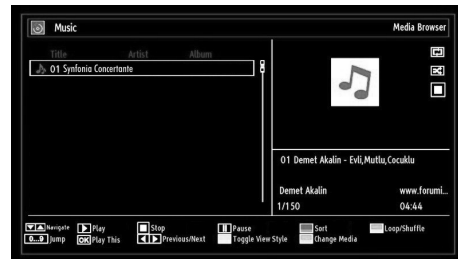 Music
Media Browser
Title Artist Album
01 Synfonia Concertante
01 Demet Akalin - Evli,Mutlu,Cocuklu
Demet Akalin www.forumi...
1/150 04:44
Navigate Play Stop Pause Sort Loop/Shuffle
0...9 Jump OK Play This Previous/Next Toggle View Style Change Media